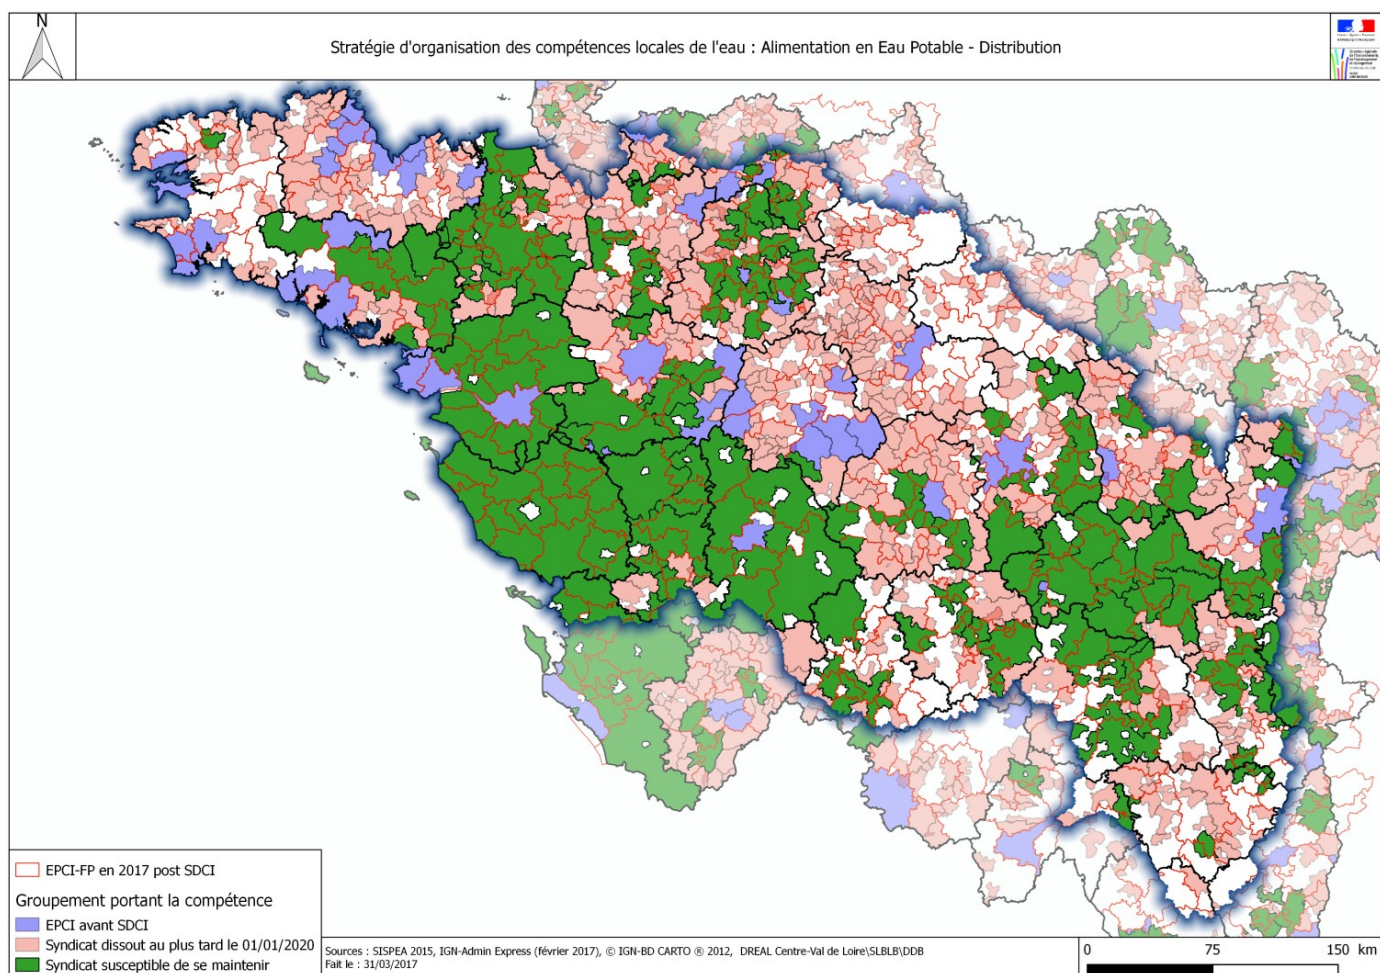 N
Stratégie d'organisation des compétences locales de l'eau : Alimentation en Eau Potable - Distribution
EPCI-FP en 2017 post SDCI
Groupement portant la compétence
EPCI avant SDCI
Syndicat dissout au plus tard le 01/01/2020
Syndicat susceptible de se maintenir
Sources : SISPEA 2015, IGN-Admin Express (février 2017), © IGN-BD CARTO ® 2012, DREAL Centre-Val de Loire\SLBLB\DDB
Fait le : 31/03/2017
0 75 150 km